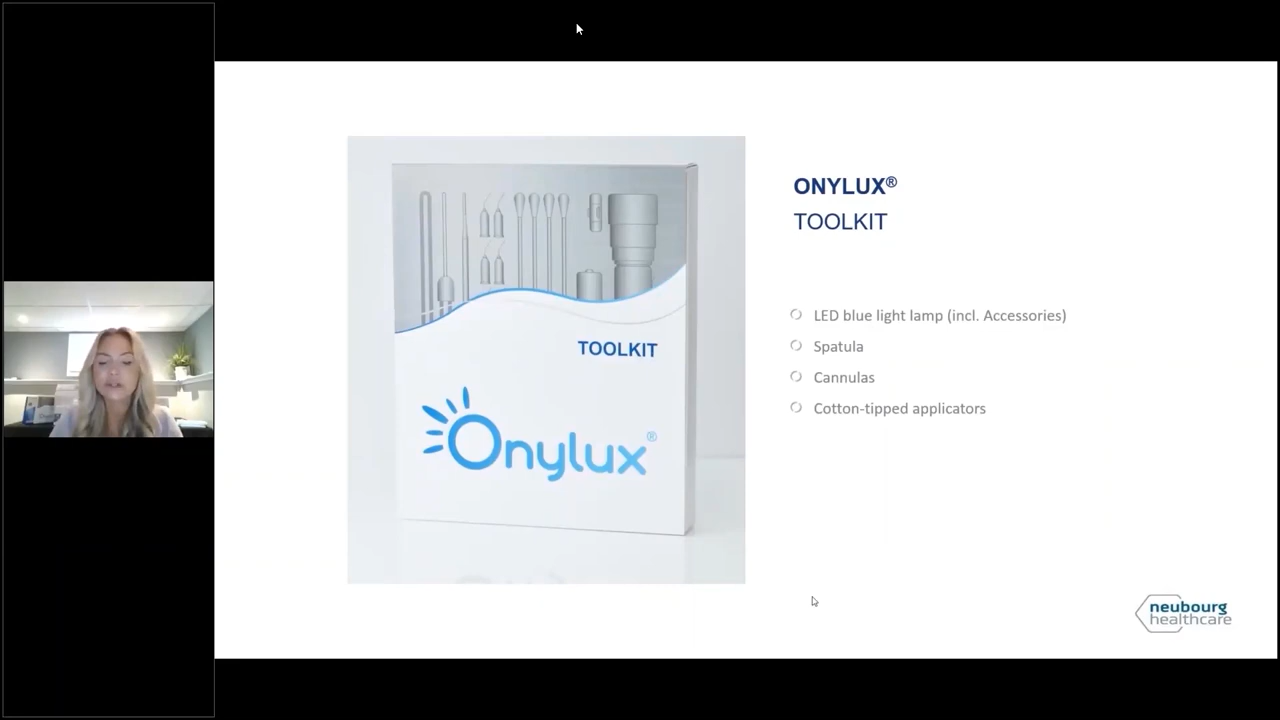 ONYLUX®
TOOLKIT
LED blue light lamp (incl. Accessories)
Spatula
Cannulas
Cotton-tipped applicators
TOOLKIT
Onylux®
neubourg
healthcare